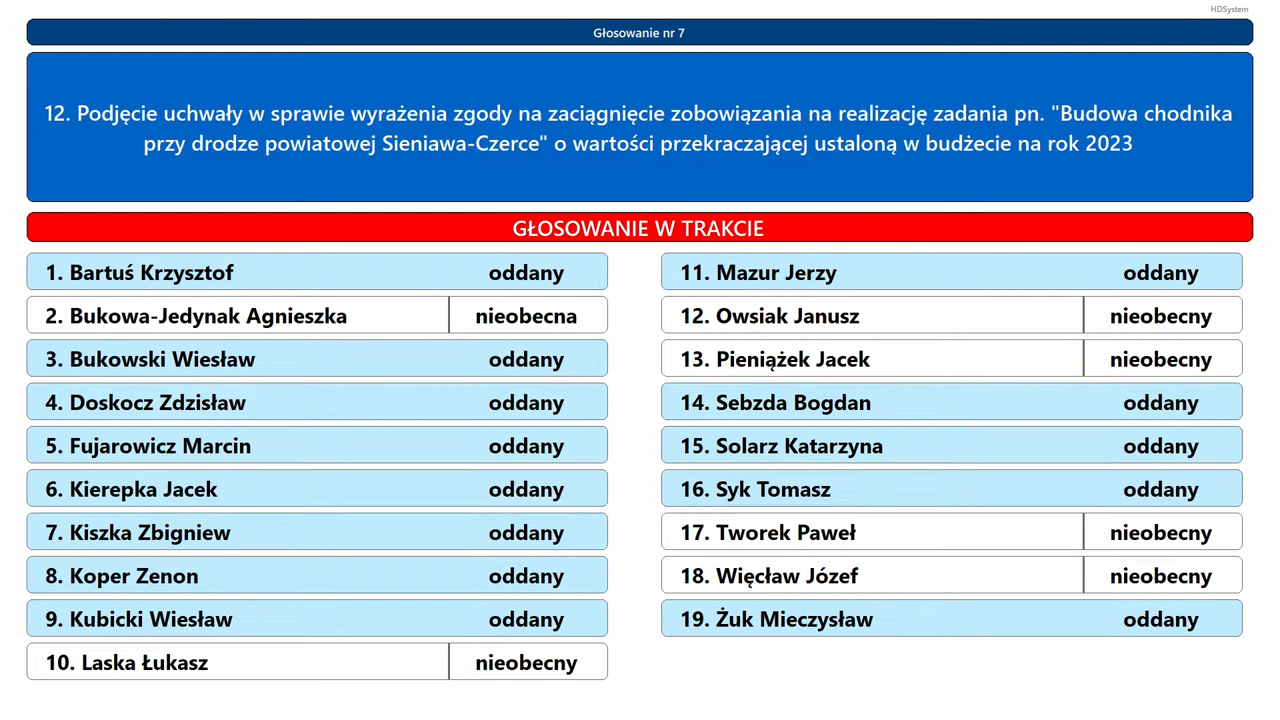 HDSystem
Głosowanie nr 7
12. Podjęcie uchwały w sprawie wyrażenia zgody na zaciągnięcie zobowiązania na realizację zadania pn. "Budowa chodnika
przy drodze powiatowej Sieniawa-Czerce" o wartości przekraczającej ustaloną w budżecie na rok 2023
GŁOSOWANIE W TRAKCIE
1. Bartuś Krzysztof oddany
2. Bukowa-Jedynak Agnieszka nieobecna
3. Bukowski Wiesław oddany
4. Doskocz Zdzisław oddany
5. Fujarowicz Marcin oddany
6. Kierepka Jacek oddany
7. Kiszka Zbigniew oddany
8. Koper Zenon oddany
9. Kubicki Wiesław oddany
10. Laska Łukasz nieobecny
11. Mazur Jerzy oddany
12. Owsiak Janusz nieobecny
13. Pieniążek Jacek nieobecny
14. Sebzda Bogdan oddany
15. Solarz Katarzyna oddany
16. Syk Tomasz oddany
17. Tworek Paweł nieobecny
18. Więcław Józef nieobecny
19. Żuk Mieczysław oddany